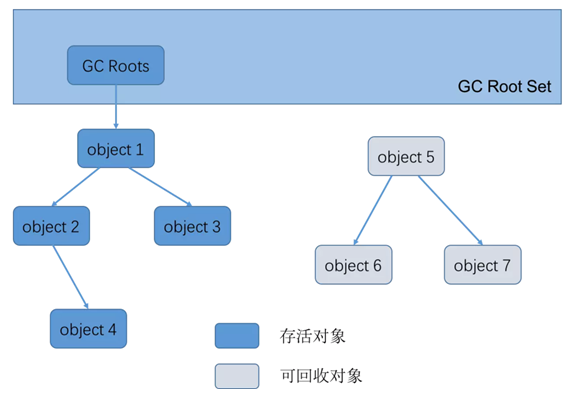 GC Roots
GC Root Set
object 1
object 5
object 2
object 3
object 6
object 7
object 4
存活对象
可回收对象